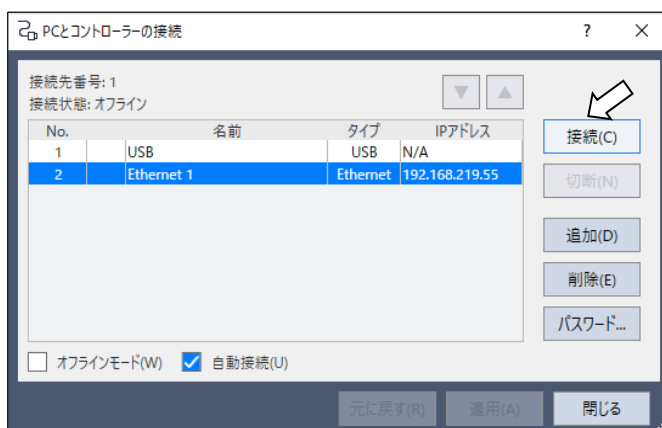 PCとコントローラーの接続 ?
接続先番号: 1
接続状態: オフライン
No. 名前 タイプ IPアドレス
1 USB USB N/A
2 Ethernet 1 Ethernet 192.168.219.55
接続(C)
切断(N)
追加(D)
削除(E)
パスワード...
オフラインモード(W) 自動接続(U)
元に戻す(R) 適用(A) 閉じる